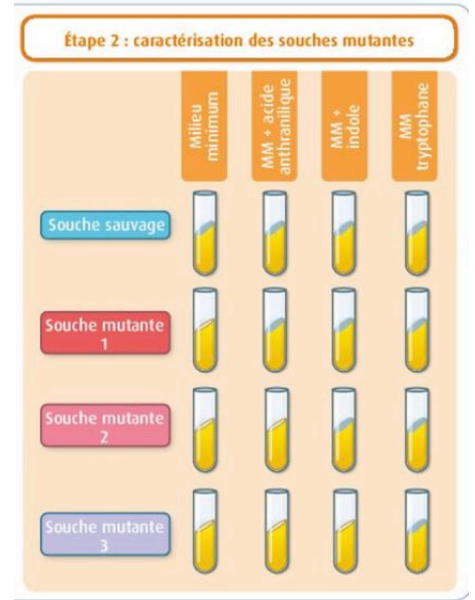 Étape 2 : caractérisation des souches mutantes
Milieu
minimum
MM + acide
anthranilique
MM +
indole
MM
tryptophane
Souche sauvage
Souche mutante
1
Souche mutante
2
Souche mutante
3